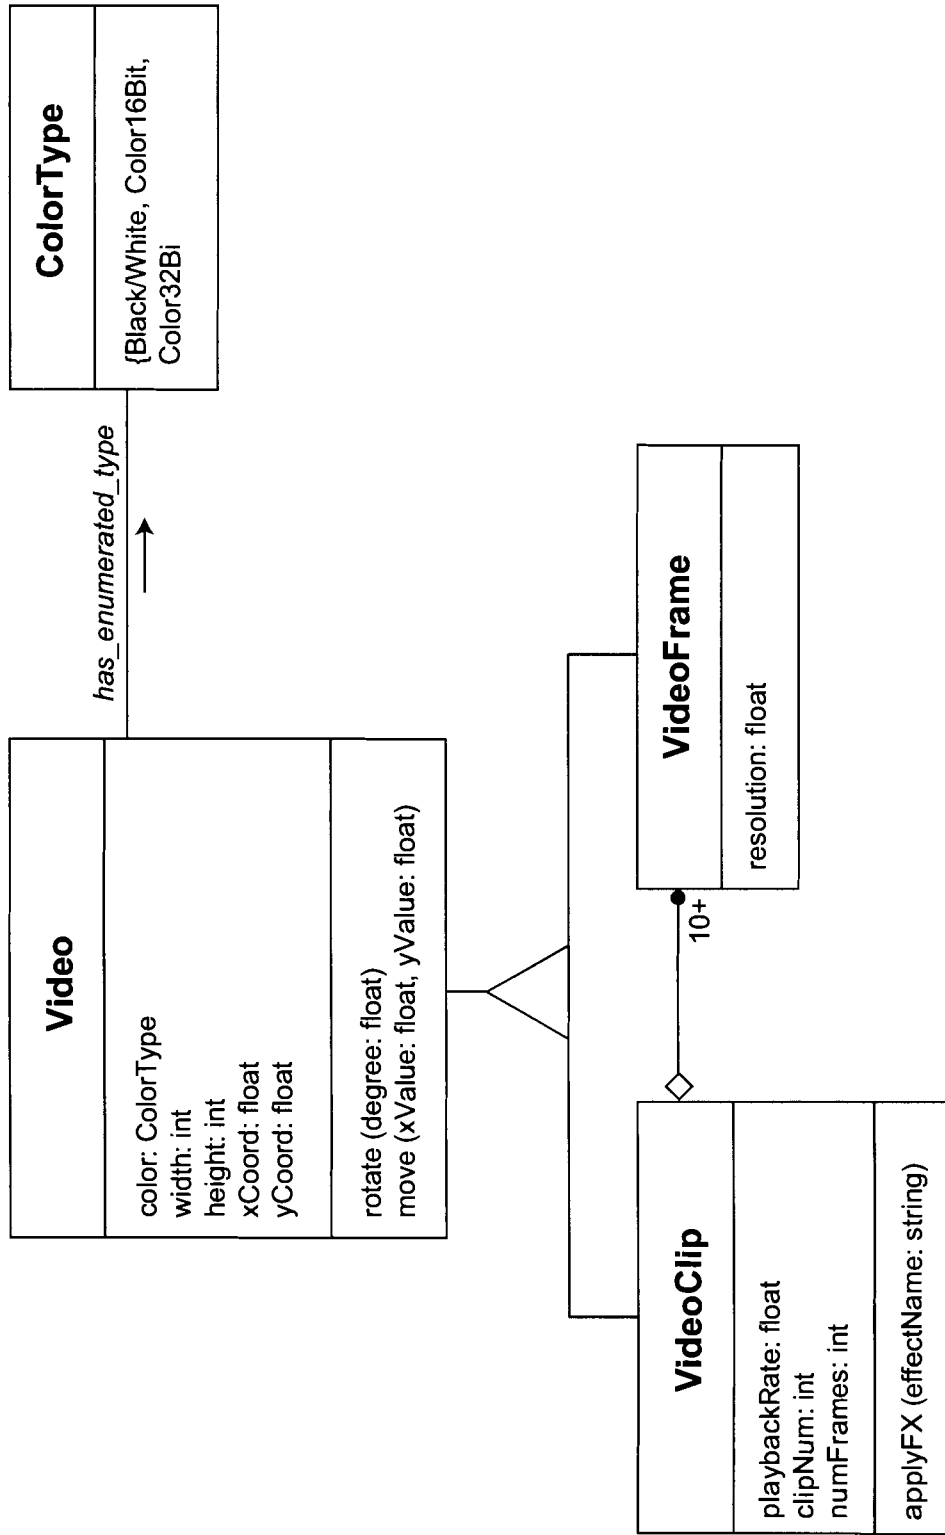 Video
color: ColorType
width: int
height: int
xCoord: float
yCoord: float
rotate (degree: float)
move (xValue: float, yValue: float)
has_enumerated_type
ColorType
{Black/White, Color16Bit,
Color32Bi
VideoClip
playbackRate: float
clipNum: int
numFrames: int
applyFX (effectName: string)
10+
VideoFrame
resolution: float